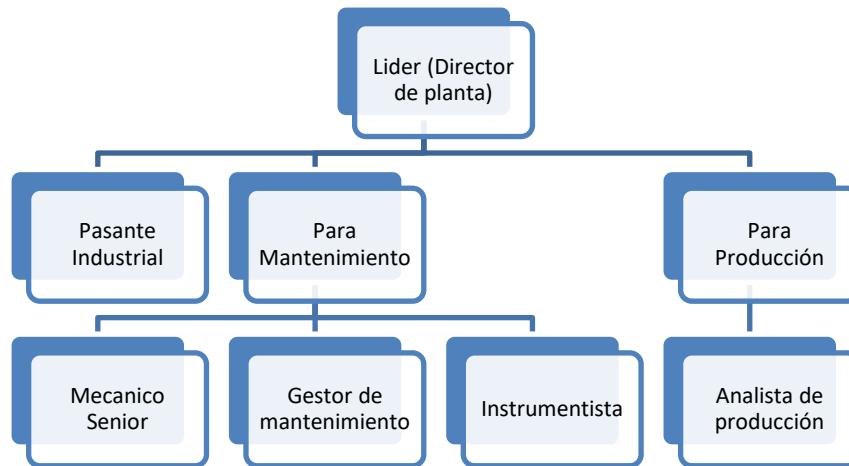 Lider (Director
de planta)
Pasante
Industrial
Para
Mantenimiento
Para
Producción
Mecanico
Senior
Gestor de
mantenimiento
Instrumentista
Analista de
producción